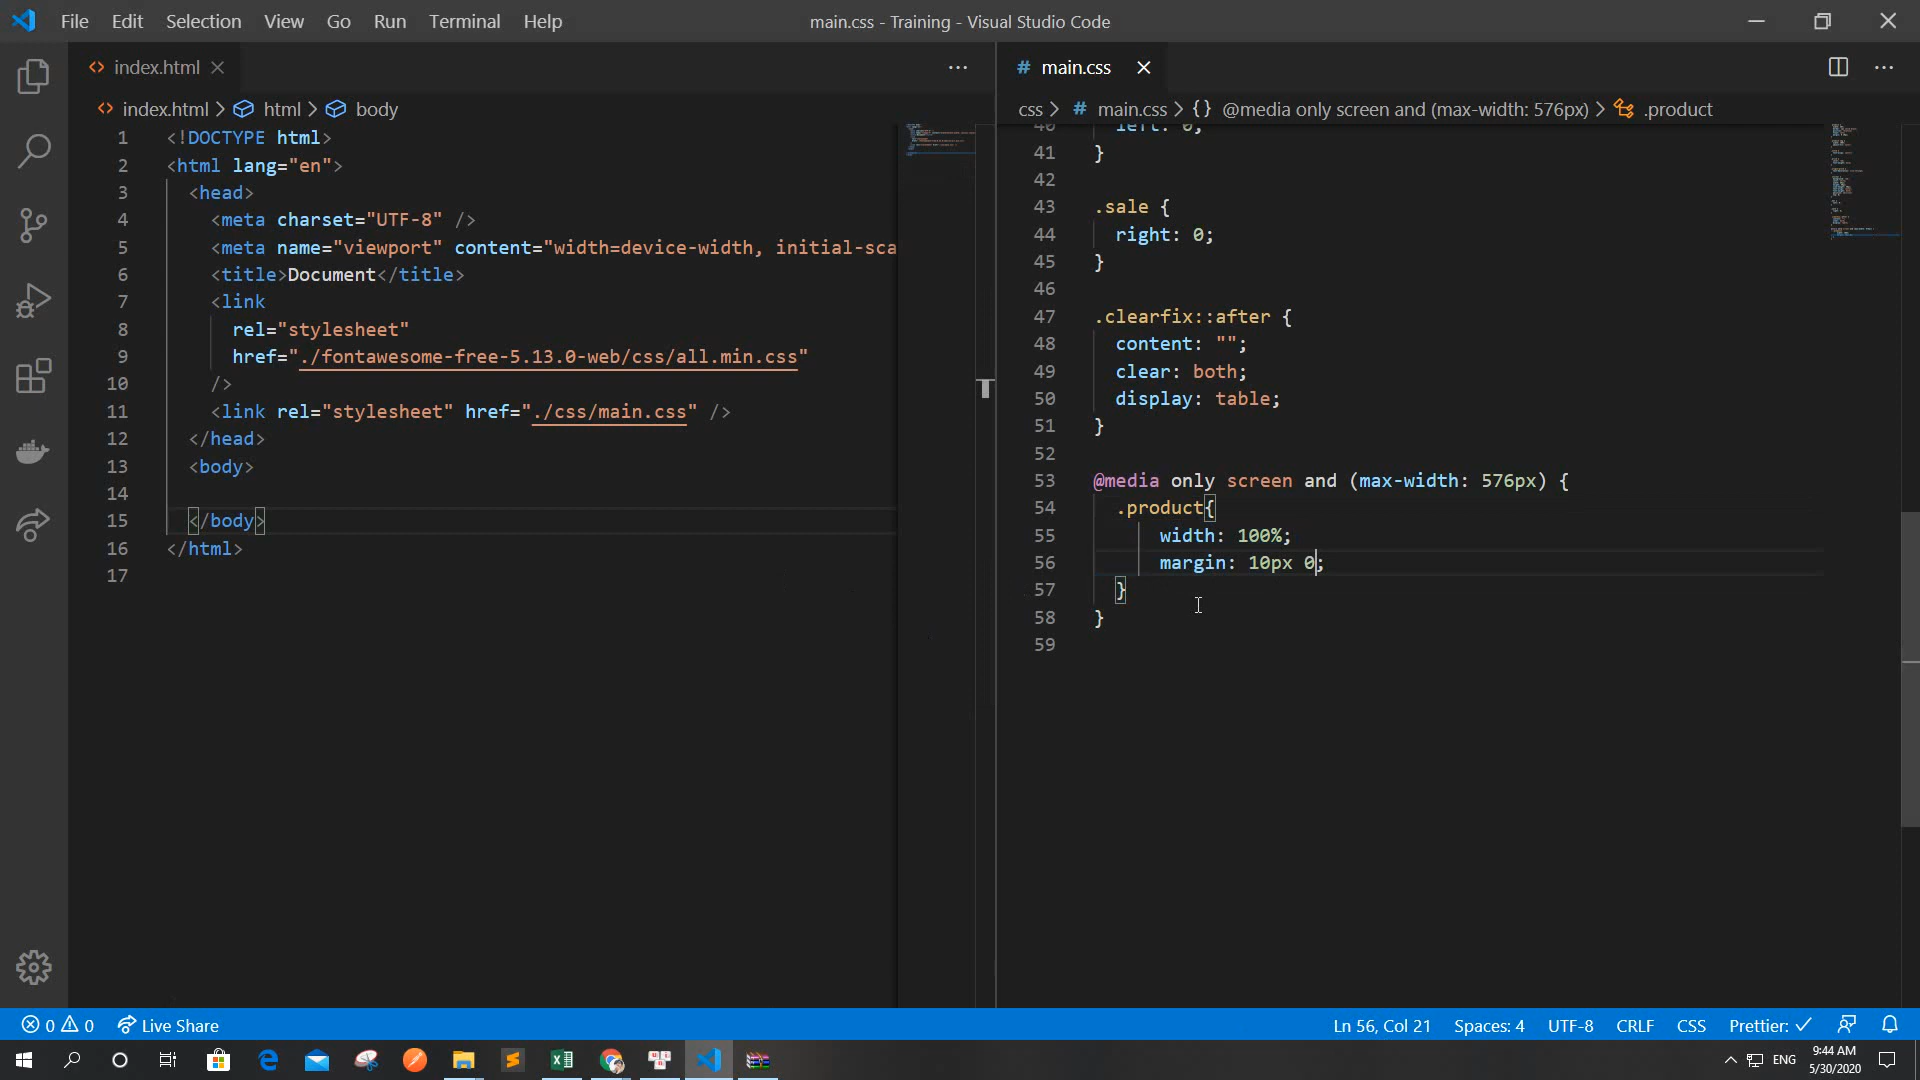 File Edit Selection View Go Run Terminal Help
main.css - Training - Visual Studio Code
index.html
index.html > html > body
1 <!DOCTYPE html>
2 <html lang="en">
3 <head>
4 <meta charset="UTF-8" />
5 <meta name="viewport" content="width=device-width, initial-sca
6 <title>Document</title>
7 <link
8 rel="stylesheet"
9 href="./fontawesome-free-5.13.0-web/css/all.min.css"
10 />
11 <link rel="stylesheet" href="./css/main.css" />
12 </head>
13 <body>
14
15 </body>
16 </html>
17
# main.css
css > # main.css > {} @media only screen and (max-width: 576px) > .product
40 left: 0;
41 }
42
43 .sale {
44 right: 0;
45 }
46
47 .clearfix::after {
48 content: "";
49 clear: both;
50 display: table;
51 }
52
53 @media only screen and (max-width: 576px) {
54 .product{
55 width: 100%;
56 margin: 10px 0;
57 }
58 }
59
0 0 Live Share
Ln 56, Col 21 Spaces: 4 UTF-8 CRLF CSS Prettier: ✓
ENG
9:44 AM
5/30/2020